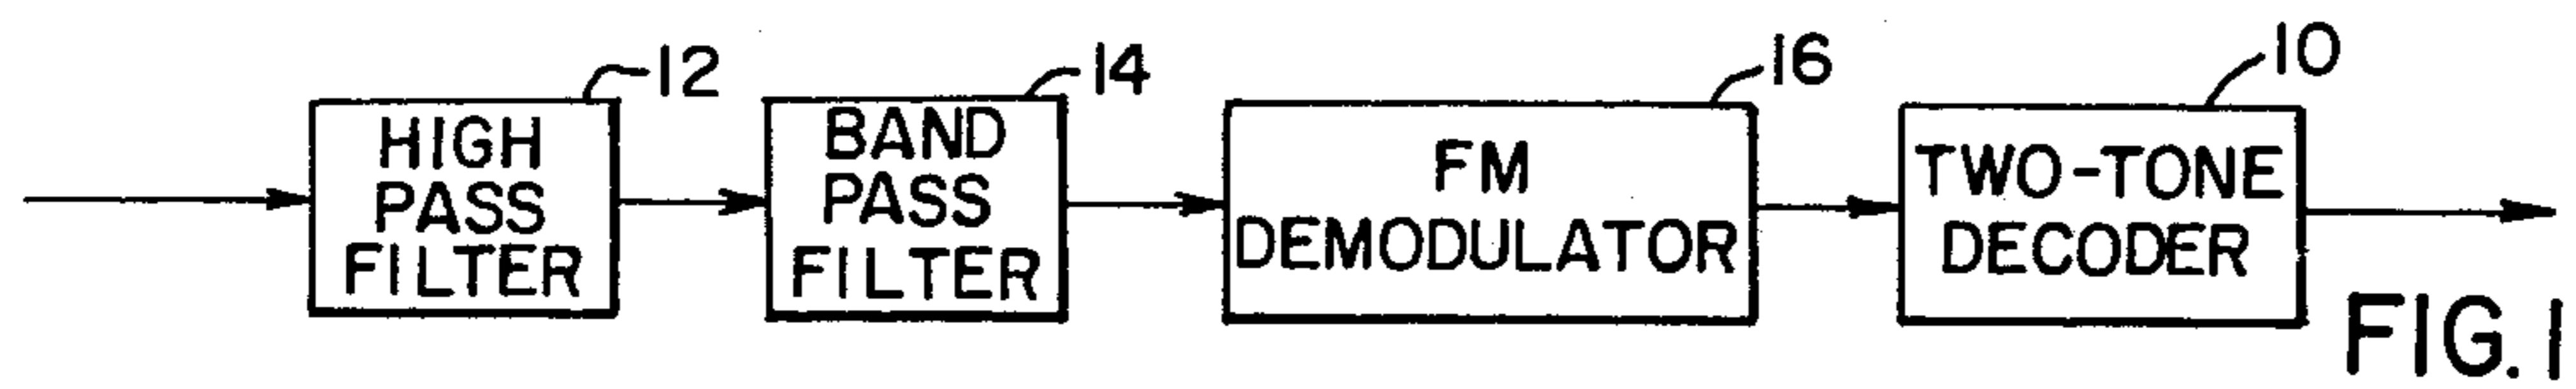 12
HIGH
PASS
FILTER
14
BAND
PASS
FILTER
16
FM
DEMODULATOR
10
TWO-TONE
DECODER
FIG. 1